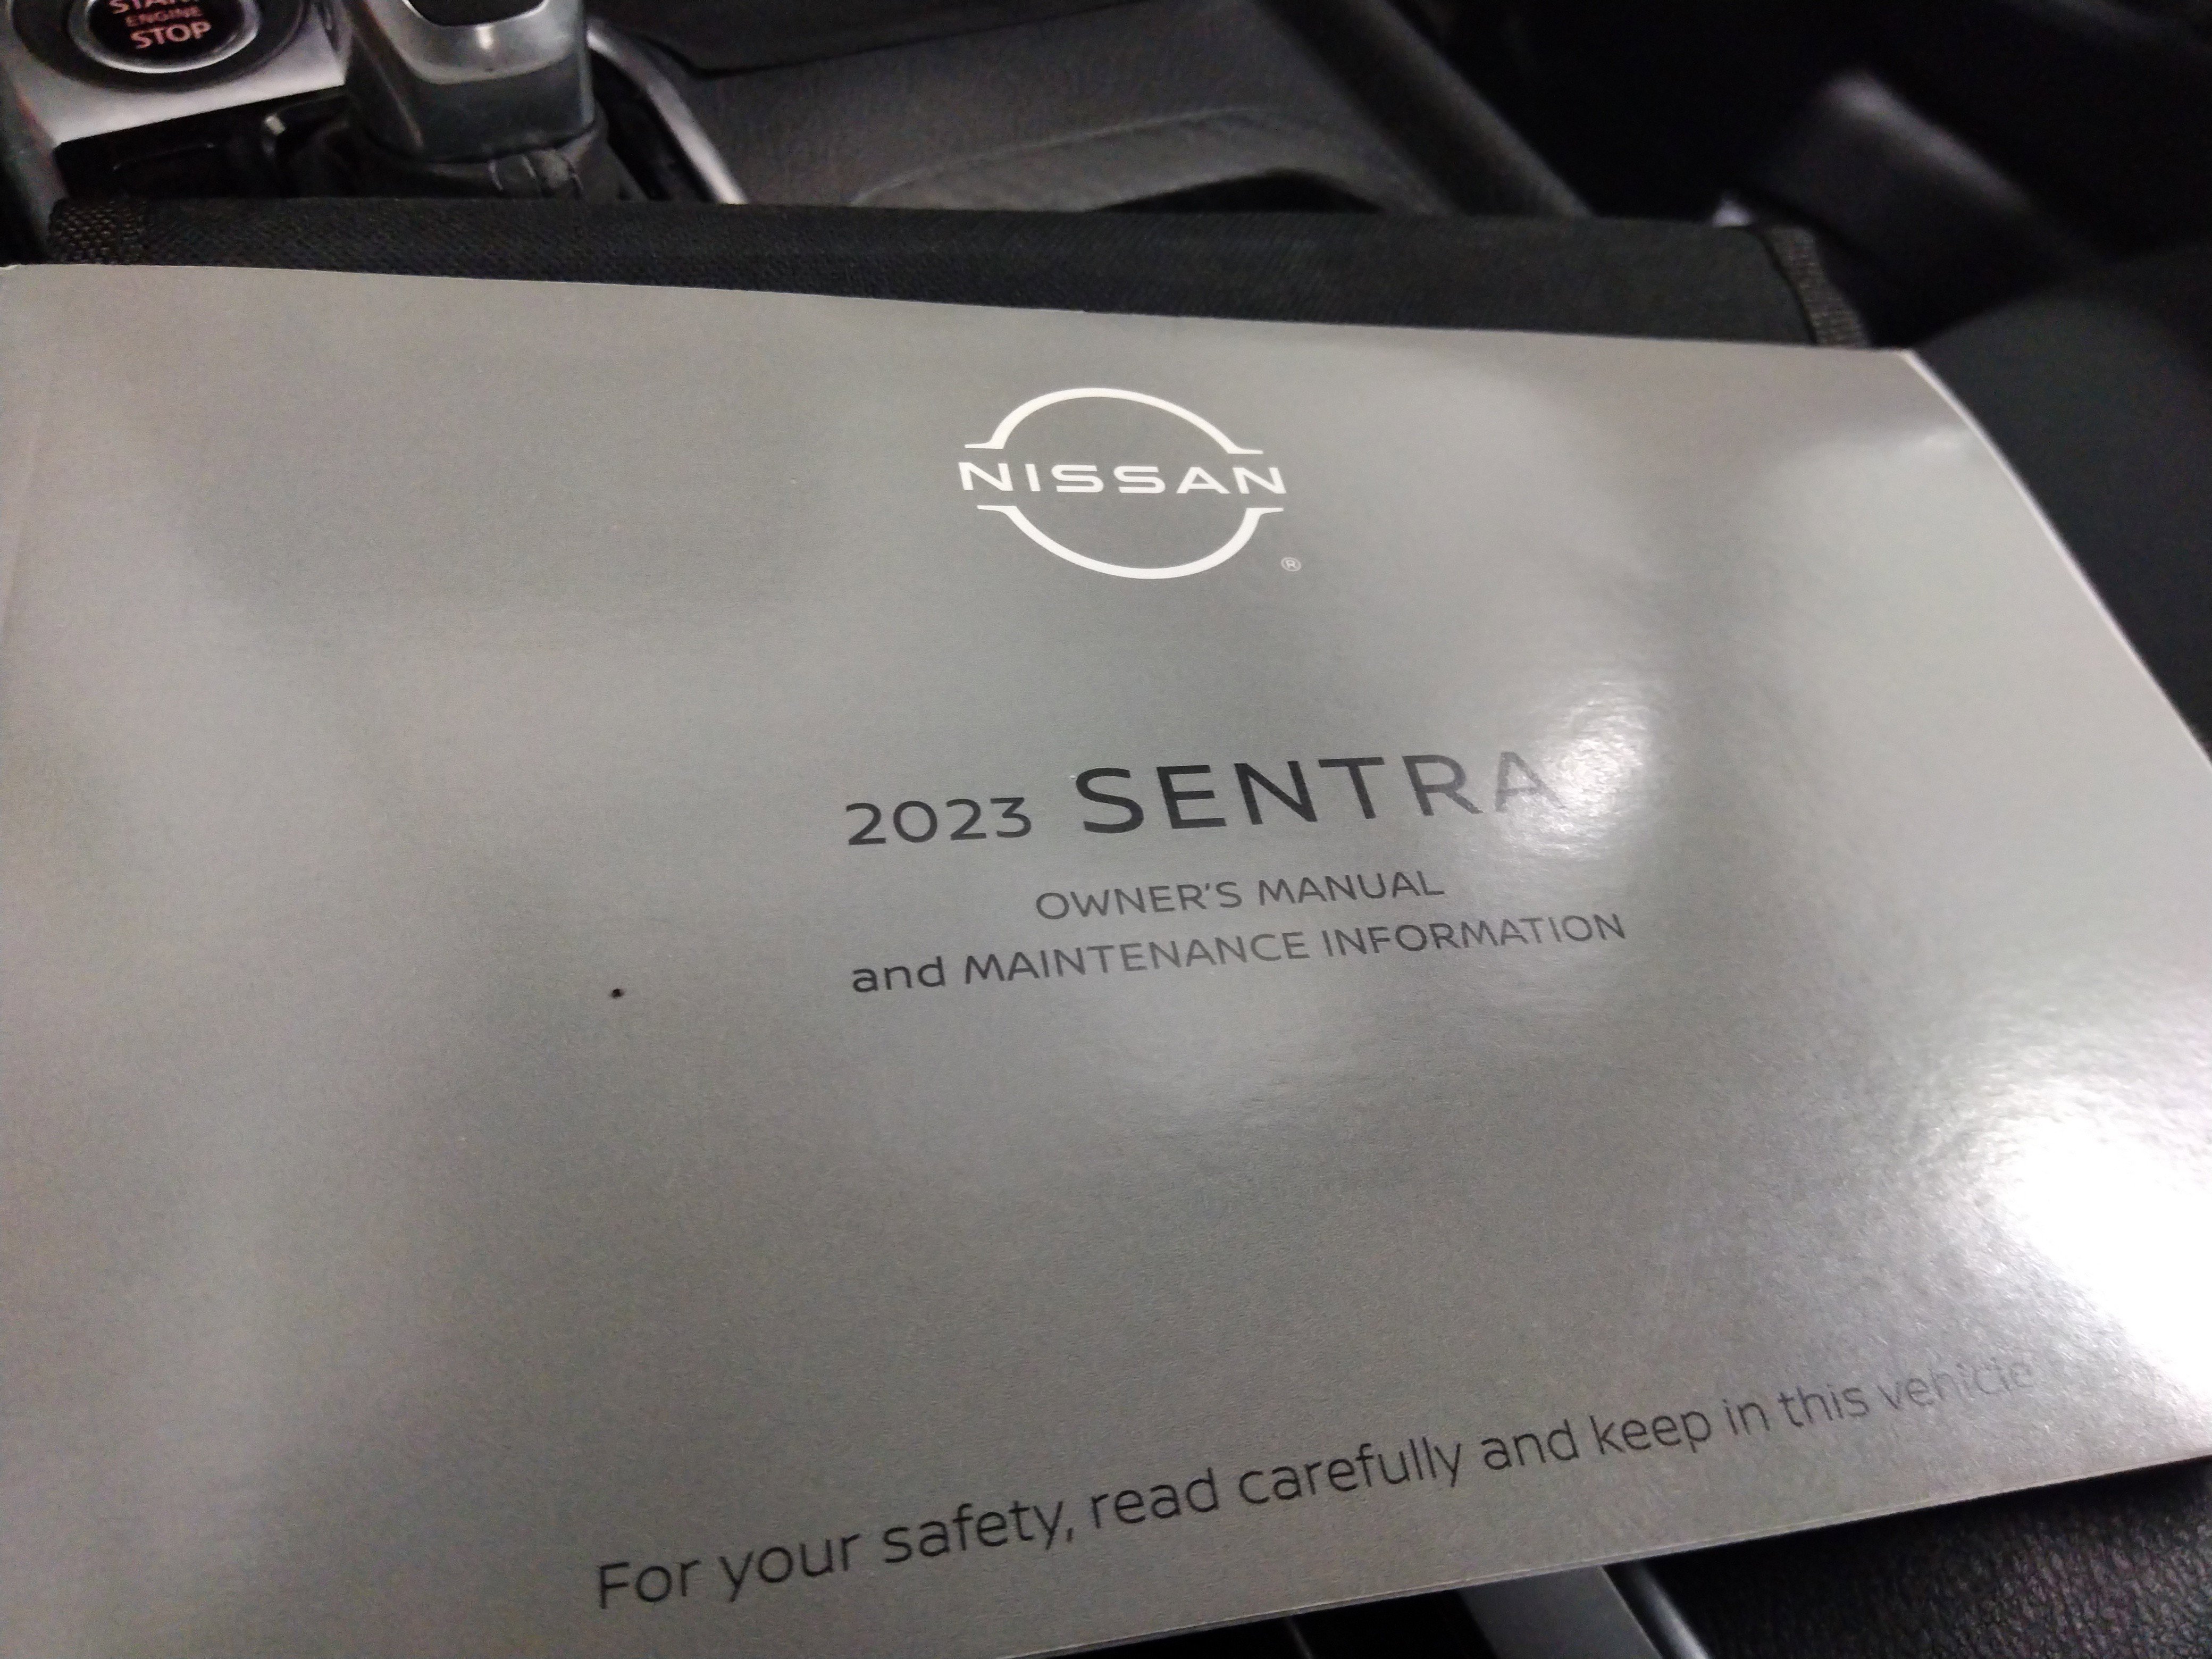 START
ENGINE
STOP
NISSAN
®
2023 SENTRA
OWNER'S MANUAL
and MAINTENANCE INFORMATION
For your safety, read carefully and keep in this vehicle